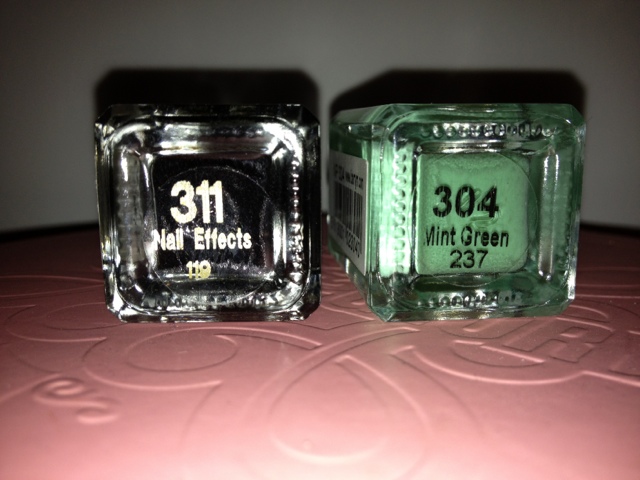 311
Nail Effects
119
304
Mint Green
237